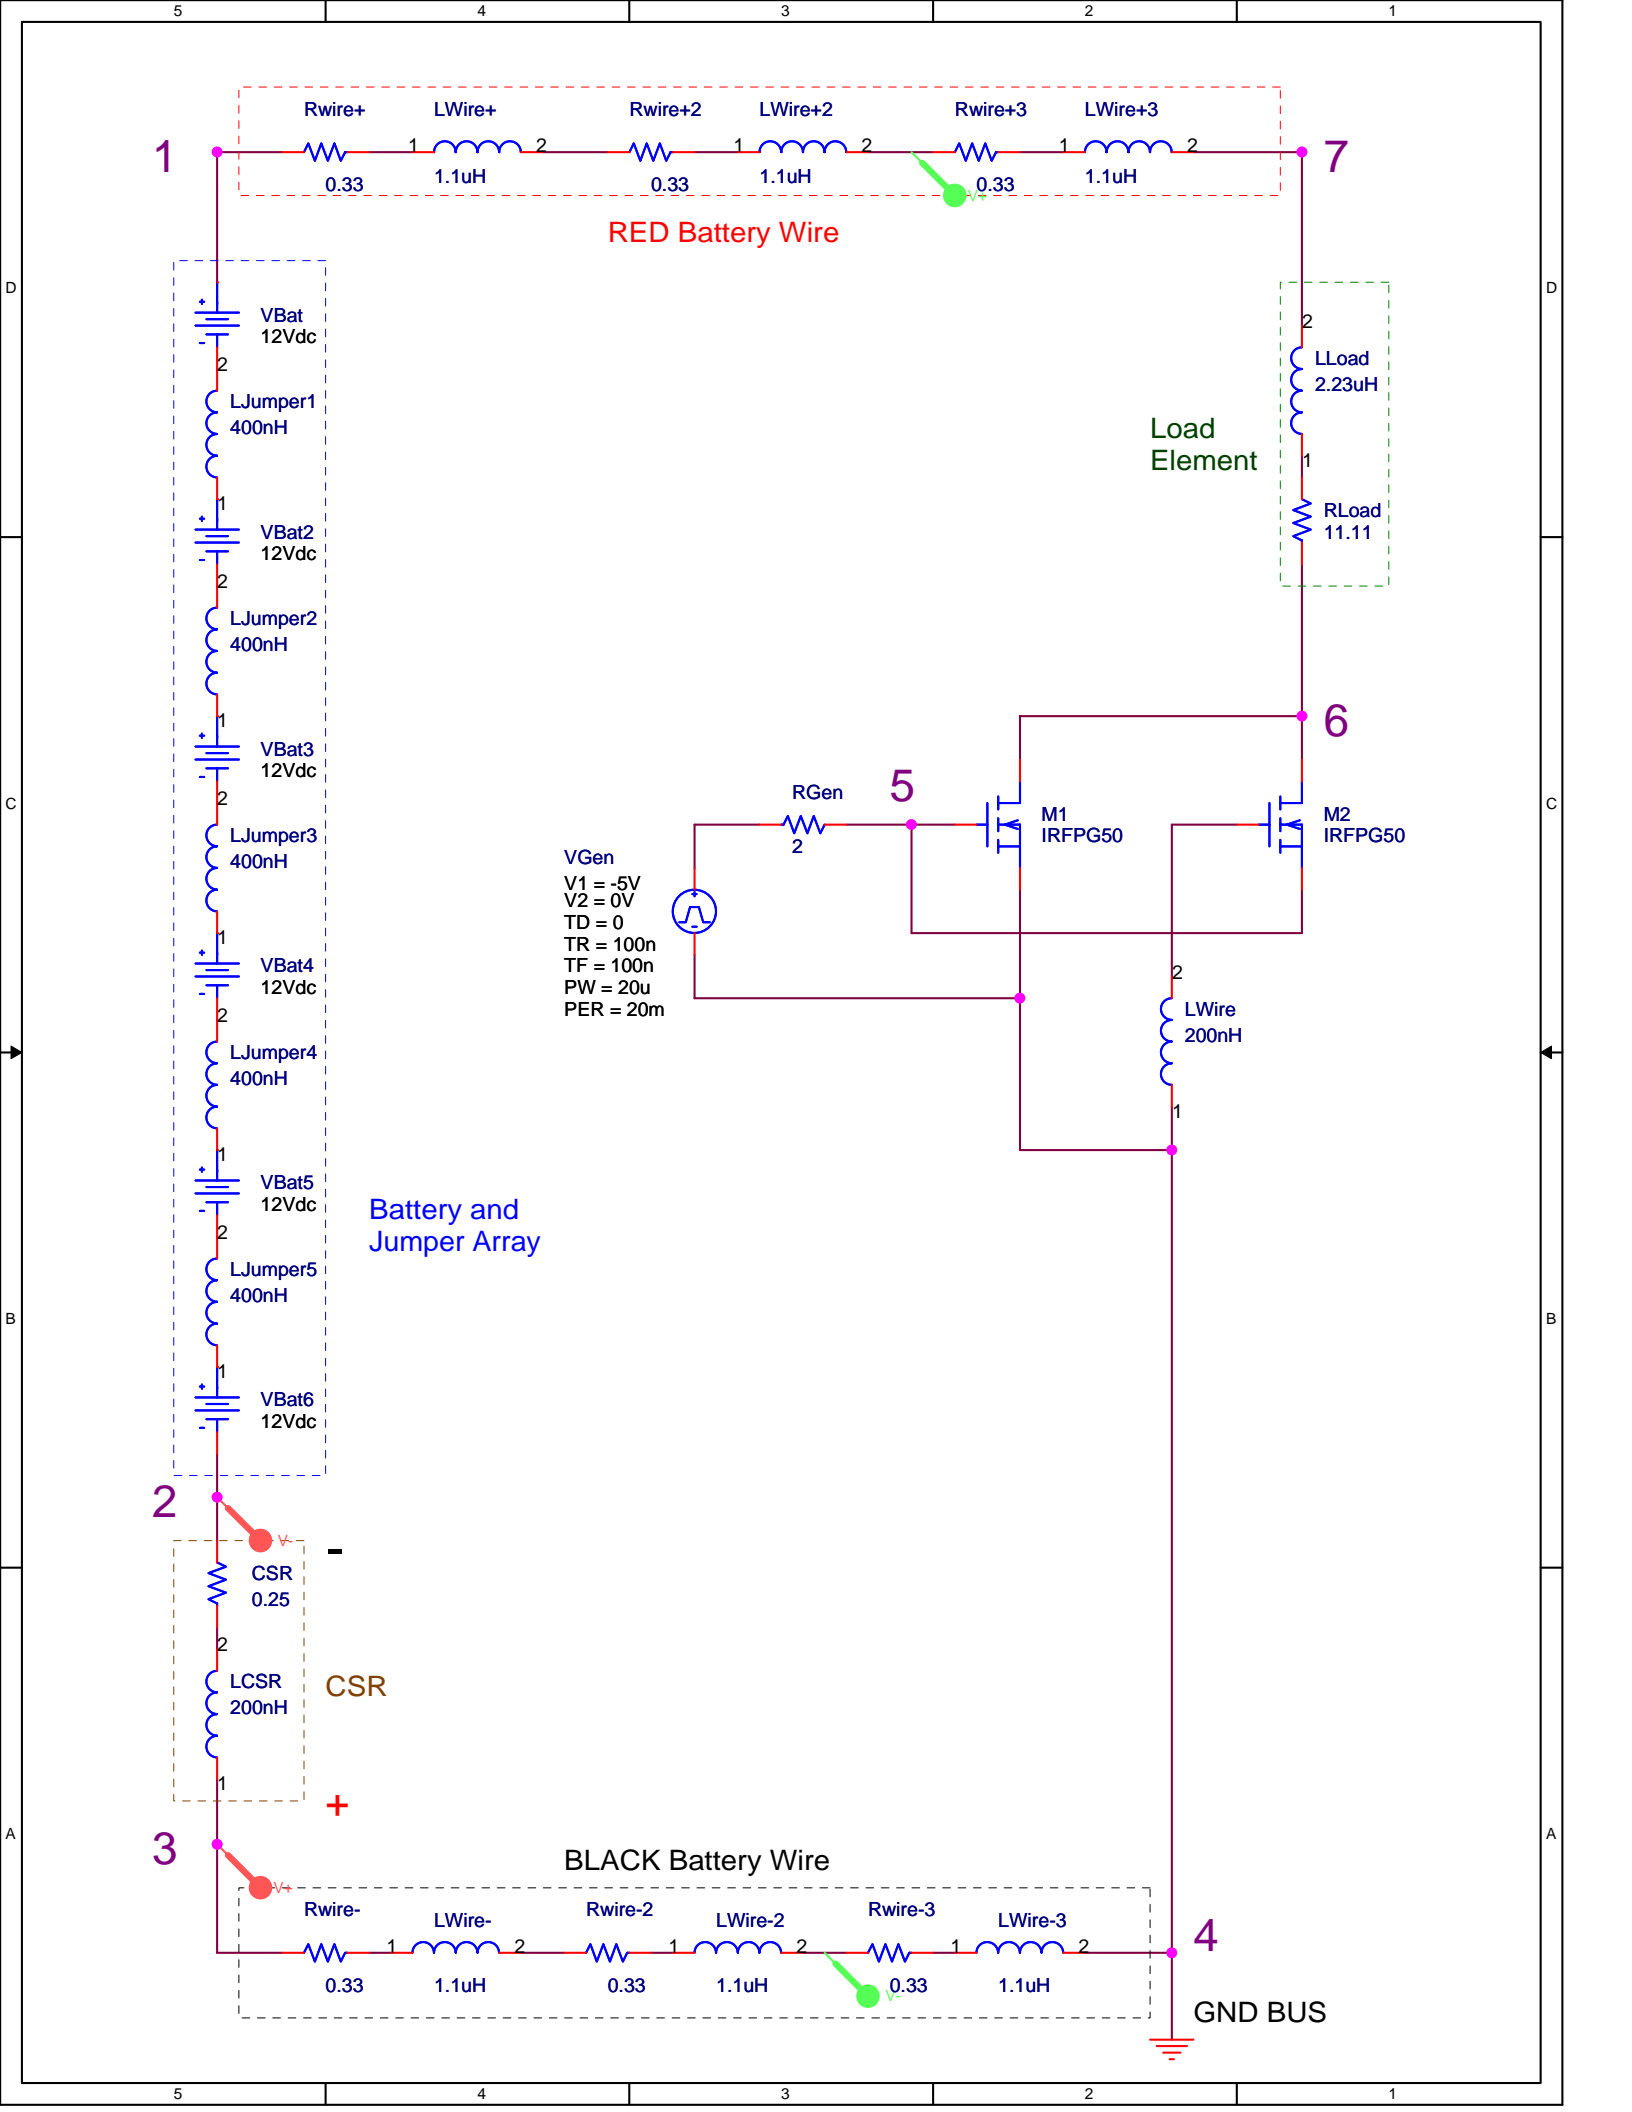 5 4 3 2 1
Rwire+ LWire+ Rwire+2 LWire+2 Rwire+3 LWire+3
1 1 2 1 2 1 2 7
0.33 1.1uH 0.33 1.1uH 0.33 1.1uH
V+
RED Battery Wire
D D
+ VBat
- 12Vdc
2
LJumper1
400nH
1
2
LLoad
2.23uH
1
Load
Element
RLoad
11.11
+ VBat2
- 12Vdc
2
LJumper2
400nH
1
6
+ VBat3
- 12Vdc
2
C C
RGen
2
5
M1
IRFPG50
M2
IRFPG50
LJumper3
400nH
1
VGen
V1 = -5V
V2 = 0V
TD = 0
TR = 100n
TF = 100n
PW = 20u
PER = 20m
+
-
+ VBat4
- 12Vdc
2
2
LWire
200nH
1
LJumper4
400nH
1
+ VBat5
- 12Vdc
2
Battery and
Jumper Array
LJumper5
400nH
1
B B
+ VBat6
- 12Vdc
2
V-
-
CSR
0.25
2
LCSR
200nH
1
CSR
+
A A
3
V+
BLACK Battery Wire
Rwire- LWire- Rwire-2 LWire-2 Rwire-3 LWire-3
1 2 1 2 1 2 4
0.33 1.1uH 0.33 1.1uH 0.33 1.1uH
V-
GND BUS
5 4 3 2 1